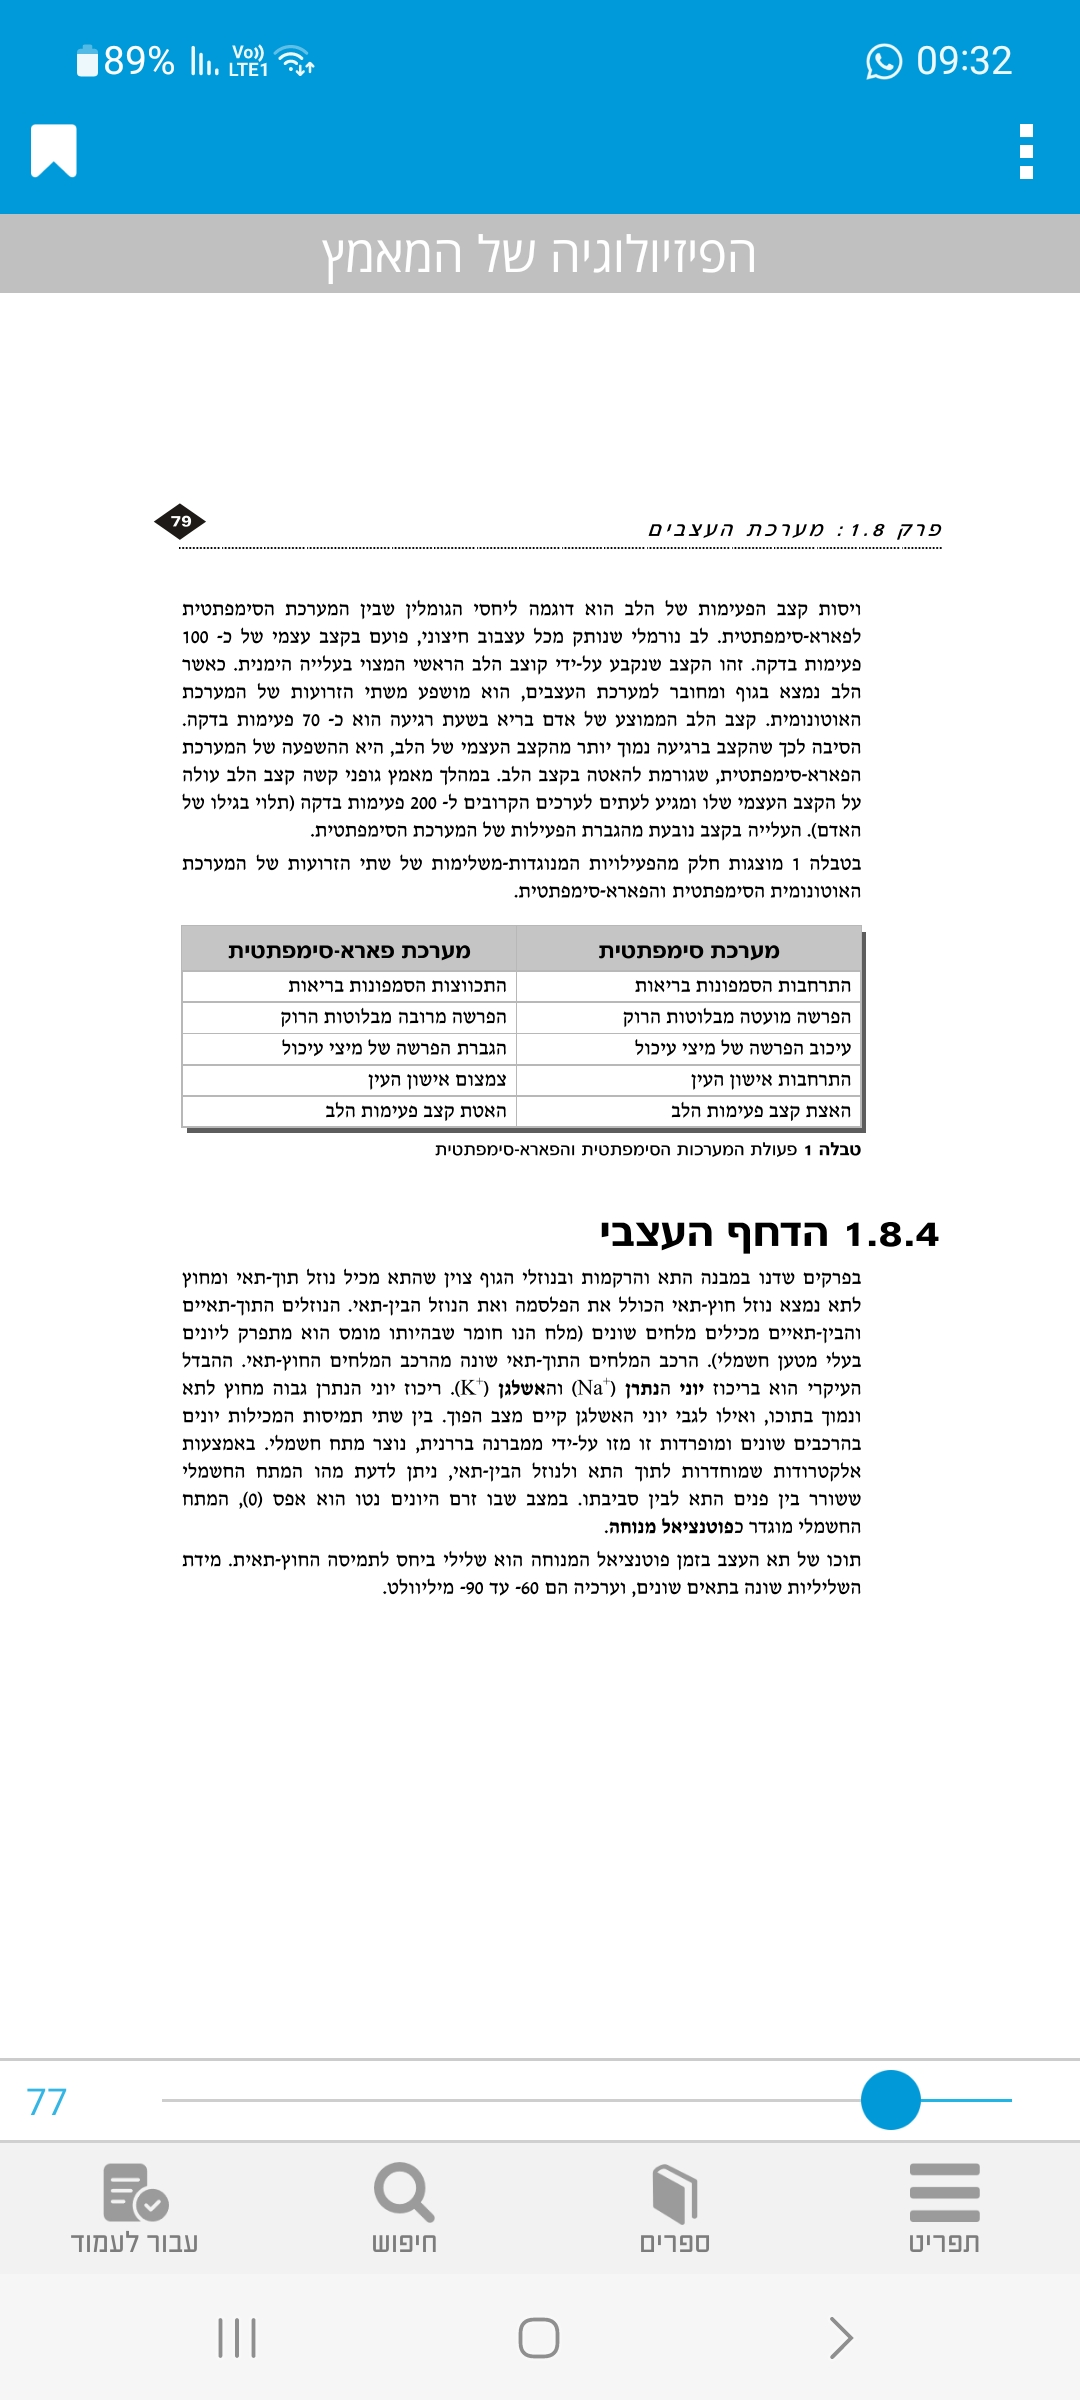 89% Vo)) LTE1 09:32
הפיזיולוגיה של המאמץ
פרק 1.8: מערכת העצבים 79
ויסות קצב הפעימות של הלב הוא דוגמה ליחסי הגומלין שבין המערכת הסימפתטית
לפארא-סימפתטית. לב נורמלי שנותק מכל עצבוב חיצוני, פועם בקצב עצמי של כ- 100
פעימות בדקה. זהו הקצב שנקבע על-ידי קוצב הלב הראשי המצוי בעלייה הימנית. כאשר
הלב נמצא בגוף ומחובר למערכת העצבים, הוא מושפע משתי הזרועות של המערכת
האוטונומית. קצב הלב הממוצע של אדם בריא בשעת רגיעה הוא כ- 70 פעימות בדקה.
הסיבה לכך שהקצב ברגיעה נמוך יותר מהקצב העצמי של הלב, היא ההשפעה של המערכת
הפארא-סימפתטית, שגורמת להאטה בקצב הלב. במהלך מאמץ גופני קשה קצב הלב עולה
על הקצב העצמי שלו ומגיע לעתים לערכים הקרובים ל- 200 פעימות בדקה (תלוי בגילו של
האדם). העלייה בקצב נובעת מהגברת הפעילות של המערכת הסימפתטית.
בטבלה 1 מוצגות חלק מהפעילויות המנוגדות-משלימות של שתי הזרועות של המערכת
האוטונומית הסימפתטית והפארא-סימפתטית.
מערכת סימפתטית מערכת פארא-סימפתטית
התרחבות הסמפונות בריאות התכווצות הסמפונות בריאות
הפרשה מועטה מבלוטות הרוק הפרשה מרובה מבלוטות הרוק
עיכוב הפרשה של מיצי עיכול הגברת הפרשה של מיצי עיכול
התרחבות אישון העין צמצום אישון העין
האצת קצב פעימות הלב האטת קצב פעימות הלב
טבלה 1 פעולת המערכות הסימפתטית והפארא-סימפתטית
1.8.4 הדחף העצבי
בפרקים שדנו במבנה התא והרקמות ובנוזלי הגוף צוין שהתא מכיל נוזל תוך-תאי ומחוץ
לתא נמצא נוזל חוץ-תאי הכולל את הפלסמה ואת הנוזל הבין-תאי. הנוזלים התוך-תאיים
והבין-תאיים מכילים מלחים שונים (מלח הנו חומר שבהיותו מומס הוא מתפרק ליונים
בעלי מטען חשמלי). הרכב המלחים התוך-תאי שונה מהרכב המלחים החוץ-תאי. ההבדל
העיקרי הוא בריכוז יוני הנתרן (Na⁺) והאשלגן (K⁺). ריכוז יוני הנתרן גבוה מחוץ לתא
ונמוך בתוכו, ואילו לגבי יוני האשלגן קיים מצב הפוך. בין שתי תמיסות המכילות יונים
בהרכבים שונים ומופרדות זו מזו על-ידי ממברנה בררנית, נוצר מתח חשמלי. באמצעות
אלקטרודות שמוחדרות לתוך התא ולנוזל הבין-תאי, ניתן לדעת מהו המתח החשמלי
ששורר בין פנים התא לבין סביבתו. במצב שבו זרם היונים נטו הוא אפס (0), המתח
החשמלי מוגדר כפוטנציאל מנוחה.
תוכו של תא העצב בזמן פוטנציאל המנוחה הוא שלילי ביחס לתמיסה החוץ-תאית. מידת
השליליות שונה בתאים שונים, וערכיה הם 60- עד 90- מיליוולט.
77
תפריט ספרים חיפוש עבור לעמוד